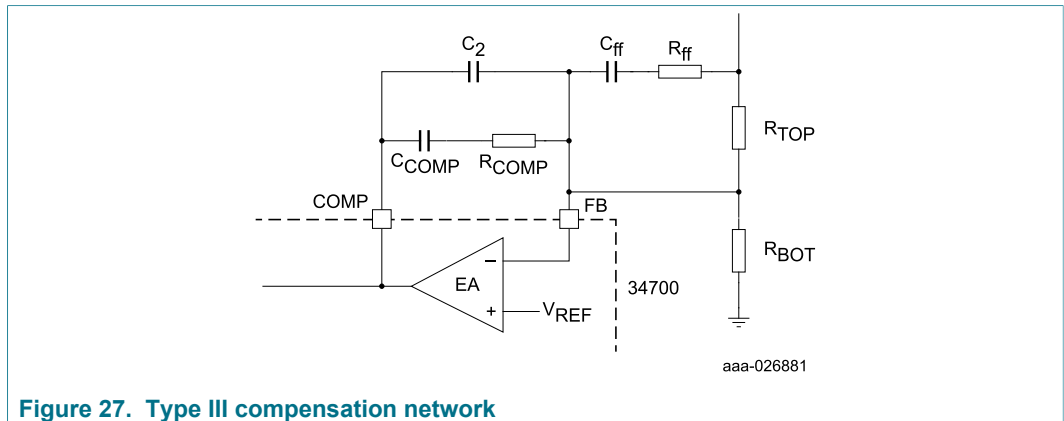 C2
Cff
Rff
RTOP
CCOMP
RCOMP
COMP
FB
RBOT
EA
34700
VREF
aaa-026881
Figure 27. Type III compensation network